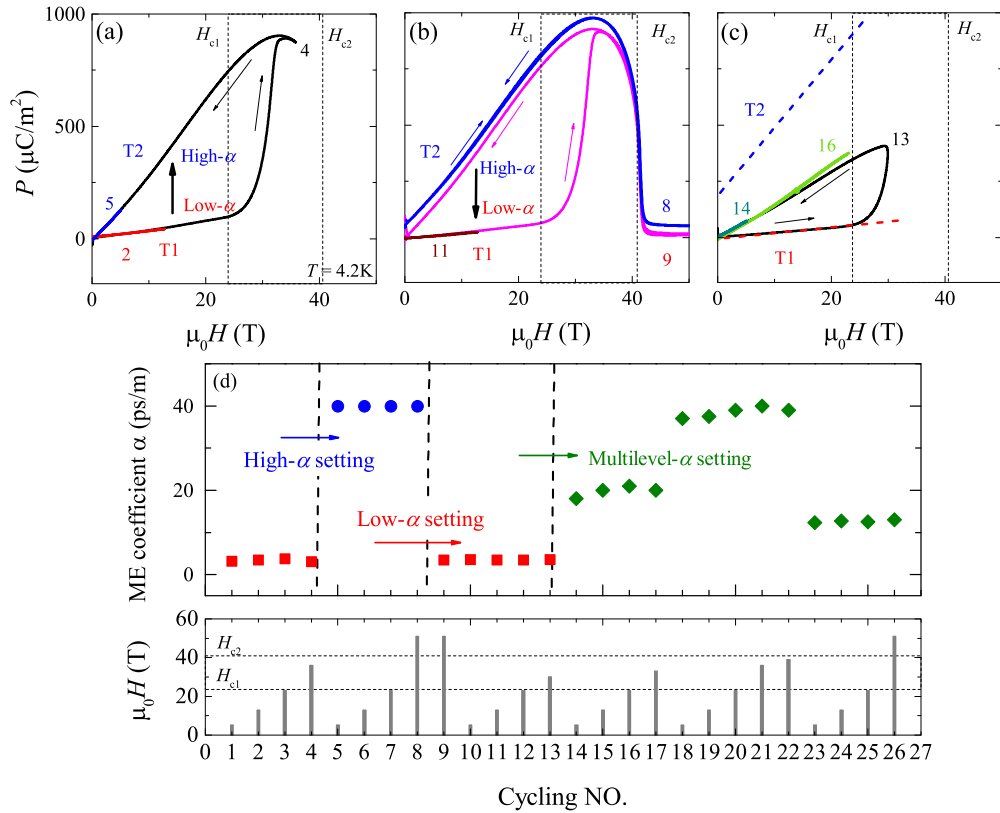 (a)
H_c1
H_c2
4
T2
High-α
5
Low-α
2
T1
T = 4.2K
1000
500
0
P (μC/m²)
0
20
40
μ₀H (T)
(b)
H_c1
H_c2
T2
High-α
Low-α
11
T1
8
9
0
20
40
50
μ₀H (T)
(c)
H_c1
H_c2
T2
16
13
14
T1
0
20
40
μ₀H (T)
(d)
High-α setting
Low-α setting
Multilevel-α setting
40
20
0
ME coefficient α (ps/m)
60
40
20
0
μ₀H (T)
H_c2
H_c1
0 1 2 3 4 5 6 7 8 9 10 11 12 13 14 15 16 17 18 19 20 21 22 23 24 25 26 27
Cycling NO.